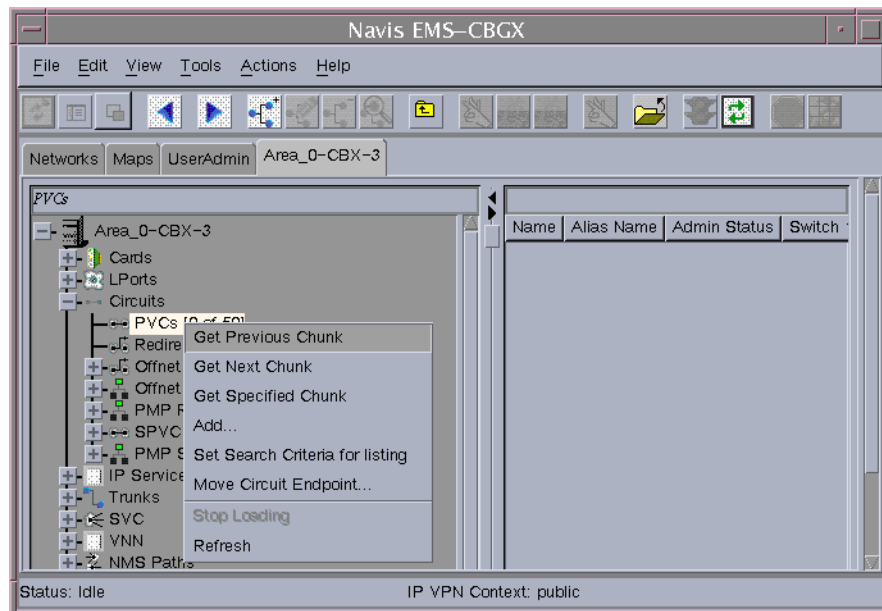 Navis EMS–CBGX
File Edit View Tools Actions Help
Networks Maps UserAdmin Area_0-CBX-3
PVCs
Area_0-CBX-3
Name Alias Name Admin Status Switch
Cards
LPorts
Circuits
PVCs [0 of 50]
Redire
Offnet
Offnet
PMP
SPVC
PMP S
IP Service
Trunks
SVC
VNN
NMS Paths
Get Previous Chunk
Get Next Chunk
Get Specified Chunk
Add...
Set Search Criteria for listing
Move Circuit Endpoint...
Stop Loading
Refresh
Status: Idle
IP VPN Context: public